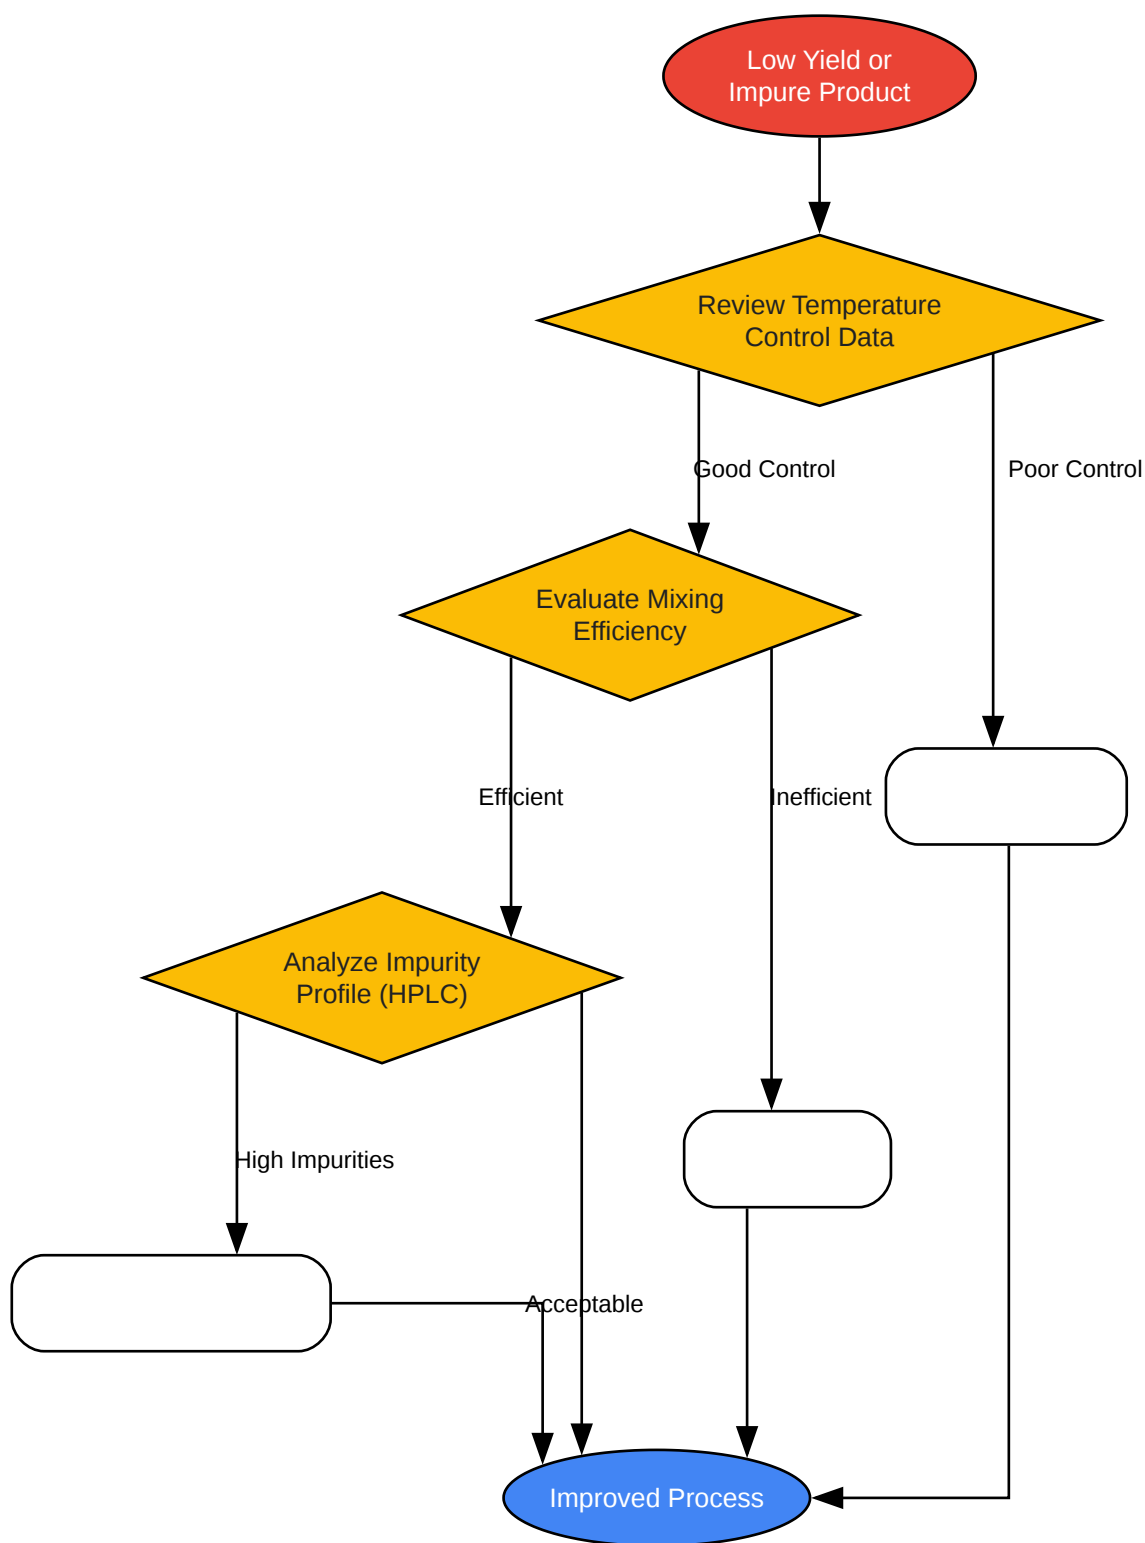 Low Yield or
Impure Product
Review Temperature
Control Data
Good Control
Poor Control
Evaluate Mixing
Efficiency
Efficient
Inefficient
Analyze Impurity
Profile (HPLC)
High Impurities
Acceptable
Improved Process